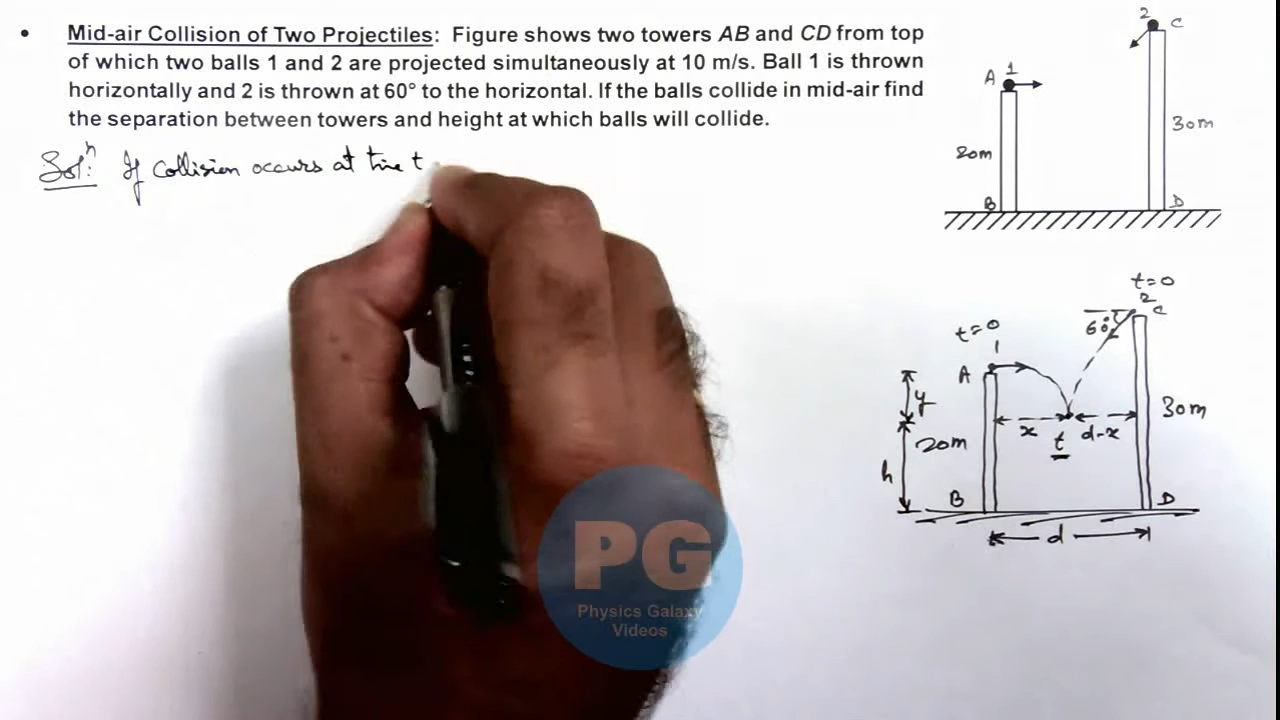 • Mid-air Collision of Two Projectiles: Figure shows two towers AB and CD from top
of which two balls 1 and 2 are projected simultaneously at 10 m/s. Ball 1 is thrown
horizontally and 2 is thrown at 60° to the horizontal. If the balls collide in mid-air find
the separation between towers and height at which balls will collide.
Solⁿ: If collision occurs at time t
2
C
1
A
30m
20m
B
D
t=0
2
C
t=0
60°
1
A
y
x
d-x
30m
t
20m
h
B
D
d
PG
Physics Galaxy
Videos